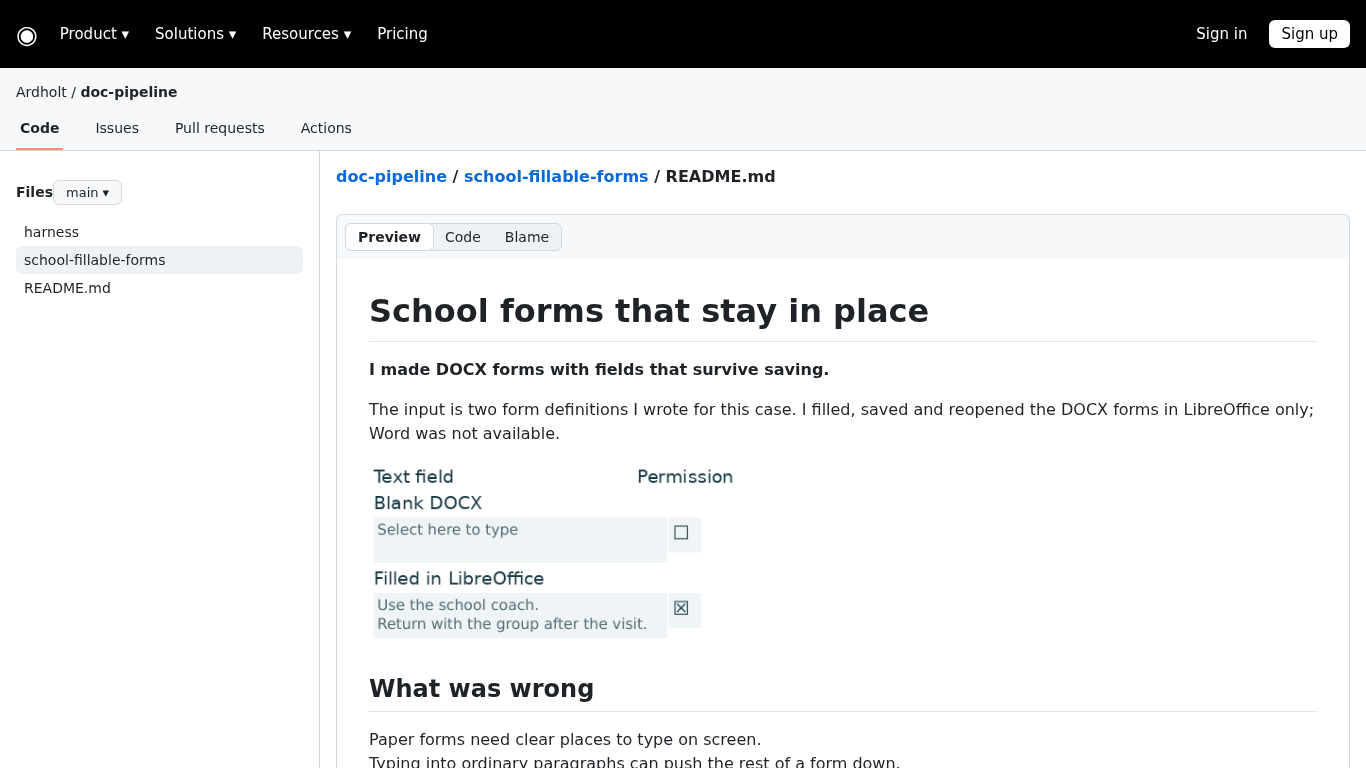 ◉ Product ▾ Solutions ▾ Resources ▾ Pricing Sign in Sign up
Ardholt / doc-pipeline
Code Issues Pull requests Actions
Files main ▾
harness
school-fillable-forms
README.md
doc-pipeline / school-fillable-forms / README.md
Preview Code Blame
School forms that stay in place
I made DOCX forms with fields that survive saving.
The input is two form definitions I wrote for this case. I filled, saved and reopened the DOCX forms in LibreOffice only;
Word was not available.
Text field Permission
Blank DOCX
Select here to type ☐
Filled in LibreOffice
Use the school coach. ☒
Return with the group after the visit.
What was wrong
Paper forms need clear places to type on screen.
Typing into ordinary paragraphs can push the rest of a form down.